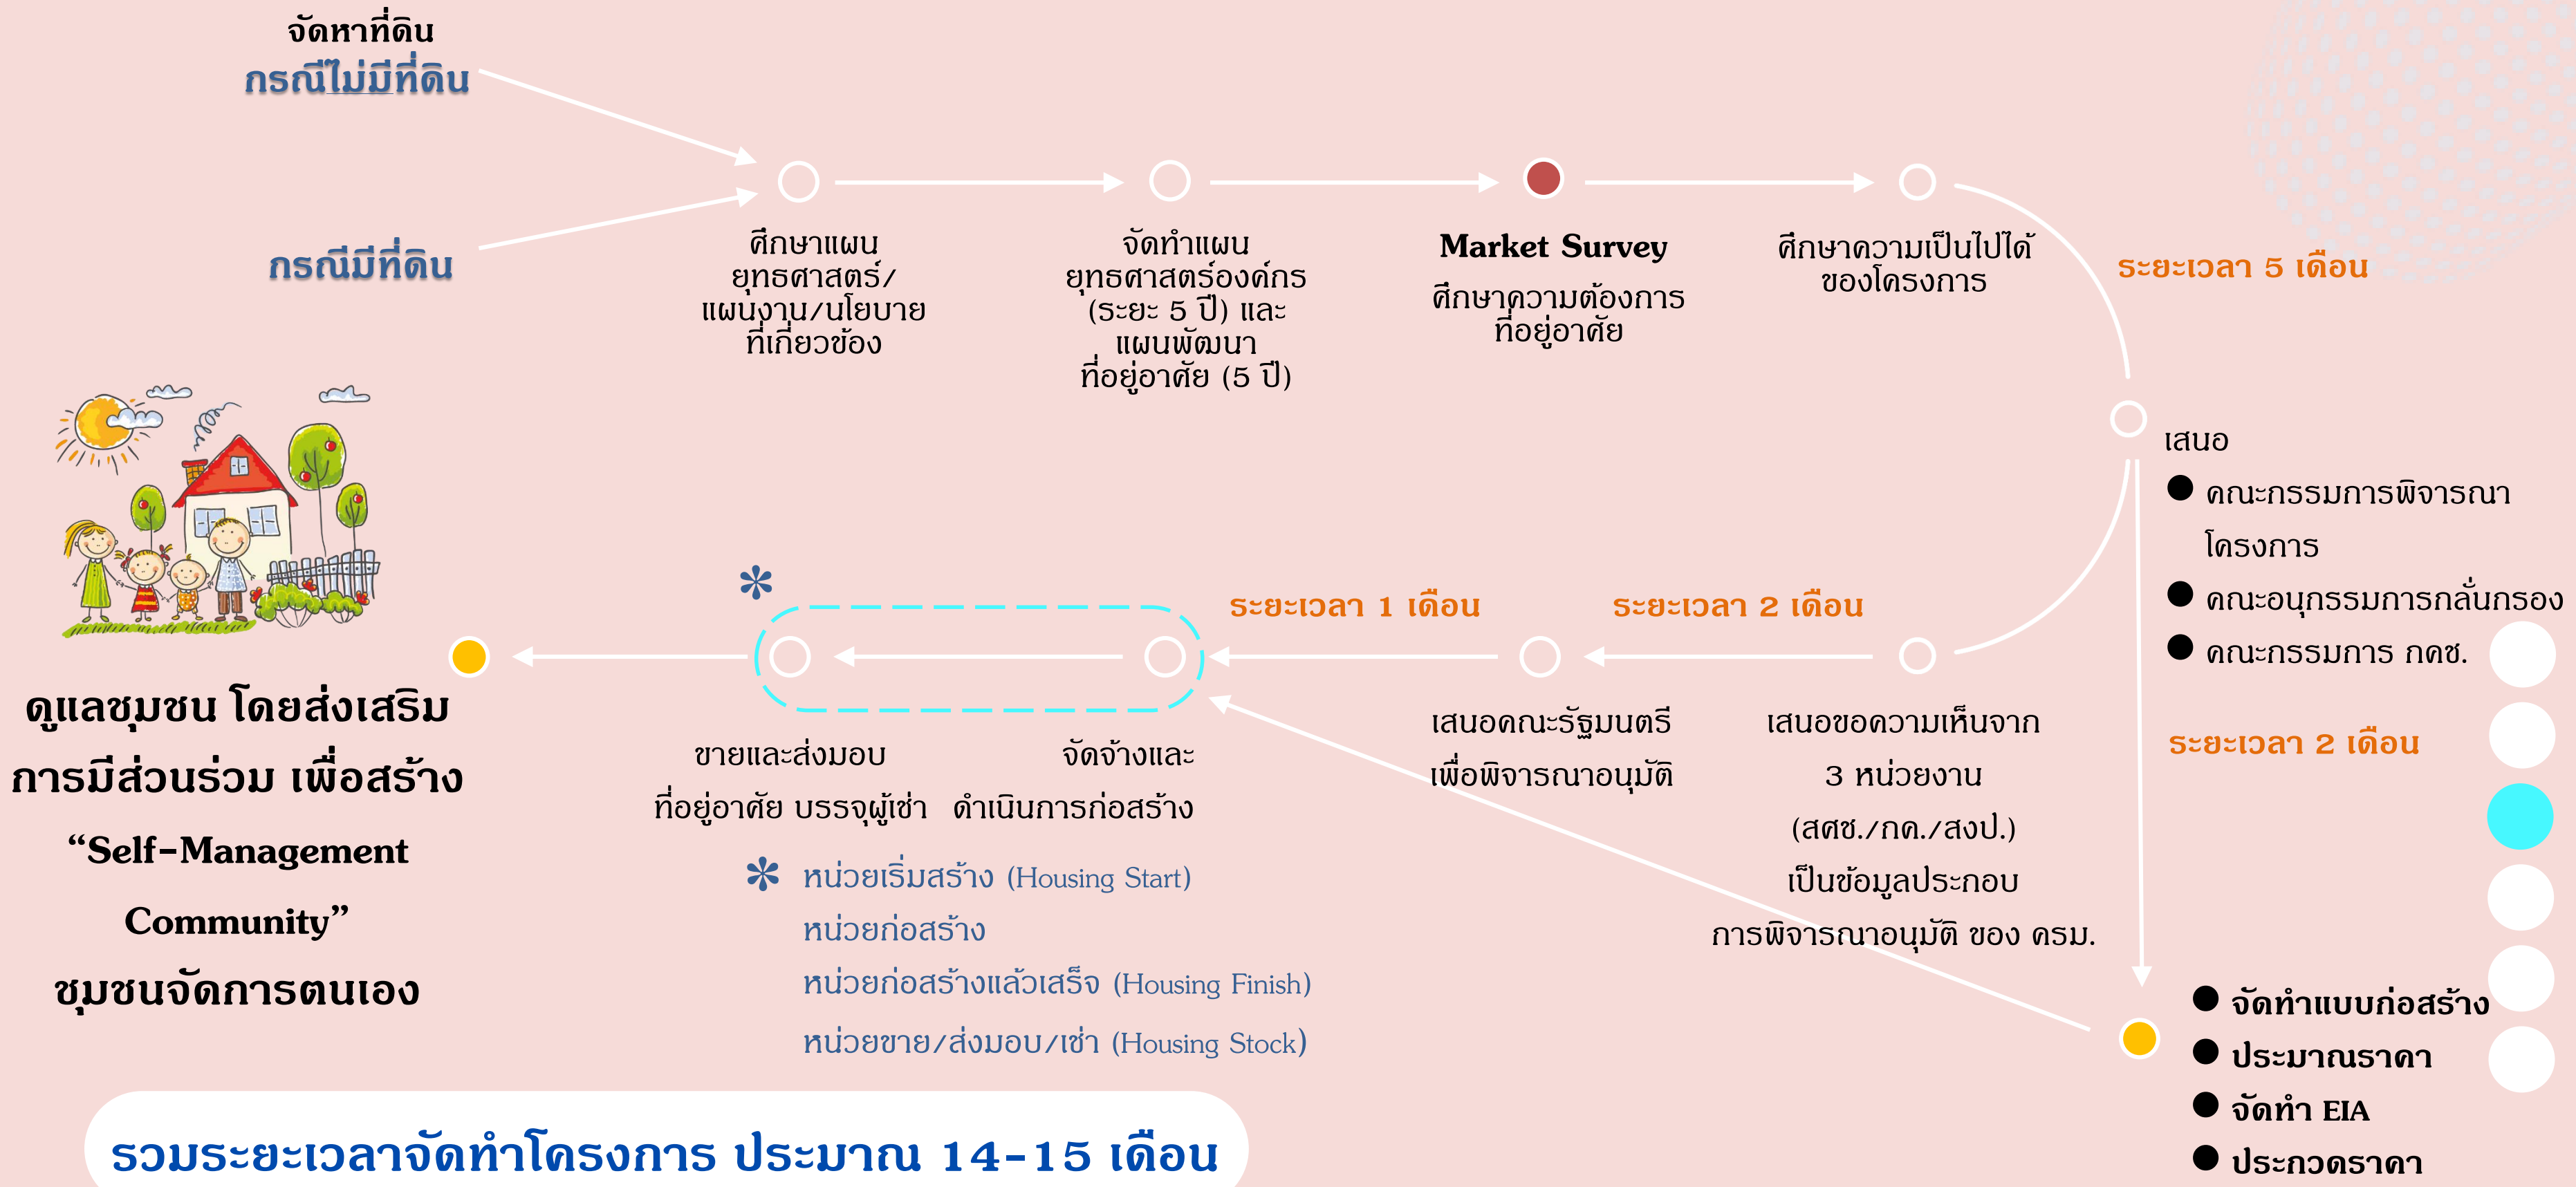 จัดหาที่ดิน
กรณีไม่มีที่ดิน
กรณีมีที่ดิน
ศึกษาแผน
ยุทธศาสตร์/
แผนงาน/นโยบาย
ที่เกี่ยวข้อง
จัดทำแผน
ยุทธศาสตร์องค์กร
(ระยะ 5 ปี) และ
แผนพัฒนา
ที่อยู่อาศัย (5 ปี)
Market Survey
ศึกษาความต้องการ
ที่อยู่อาศัย
ศึกษาความเป็นไปได้
ของโครงการ
ระยะเวลา 5 เดือน
เสนอ
● คณะกรรมการพิจารณา
โครงการ
● คณะอนุกรรมการกลั่นกรอง
● คณะกรรมการ กคช.
ระยะเวลา 2 เดือน
● จัดทำแบบก่อสร้าง
● ประมาณราคา
● จัดทำ EIA
● ประกวดราคา
ระยะเวลา 2 เดือน
เสนอขอความเห็นจาก
3 หน่วยงาน
(สศช./กค./สงป.)
เป็นข้อมูลประกอบ
การพิจารณาอนุมัติ ของ ครม.
ระยะเวลา 1 เดือน
เสนอคณะรัฐมนตรี
เพื่อพิจารณาอนุมัติ
*
จัดจ้างและ
ดำเนินการก่อสร้าง
ขายและส่งมอบ
ที่อยู่อาศัย บรรจุผู้เช่า
* หน่วยเริ่มสร้าง (Housing Start)
หน่วยก่อสร้าง
หน่วยก่อสร้างแล้วเสร็จ (Housing Finish)
หน่วยขาย/ส่งมอบ/เช่า (Housing Stock)
ดูแลชุมชน โดยส่งเสริม
การมีส่วนร่วม เพื่อสร้าง
“Self-Management
Community”
ชุมชนจัดการตนเอง
รวมระยะเวลาจัดทำโครงการ ประมาณ 14-15 เดือน